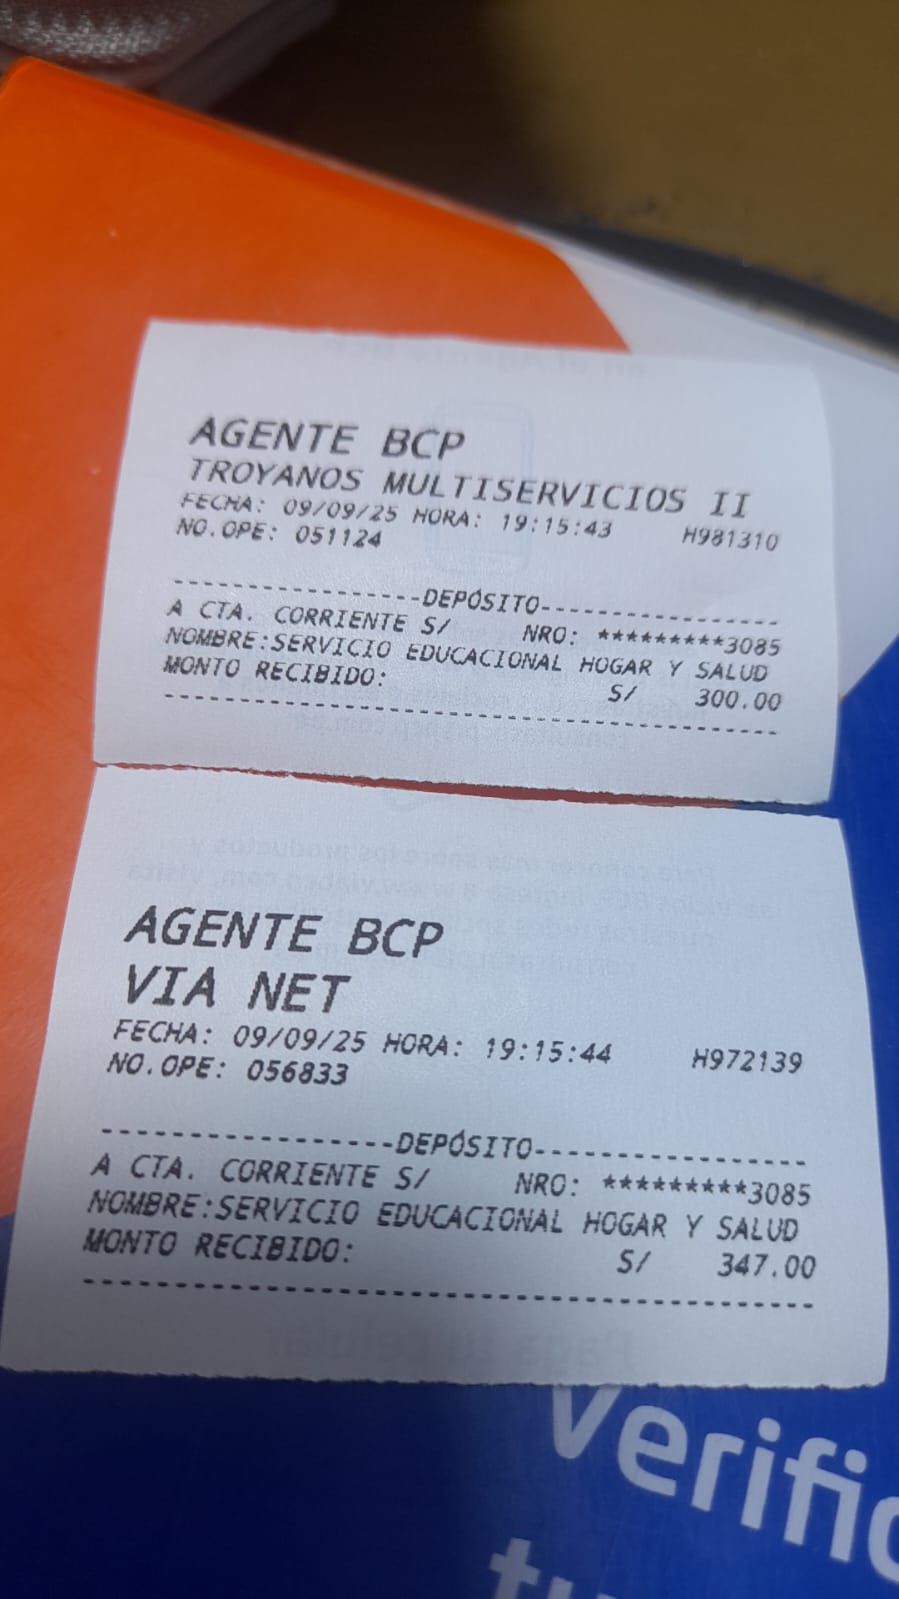 AGENTE BCP
TROYANOS MULTISERVICIOS II
FECHA: 09/09/25 HORA: 19:15:43 H981310
NO.OPE: 051124
-----------------DEPÓSITO----------------
A CTA. CORRIENTE S/ NRO: *********3085
NOMBRE:SERVICIO EDUCACIONAL HOGAR Y SALUD
MONTO RECIBIDO: S/ 300.00
-----------------------------------------
AGENTE BCP
VIA NET
FECHA: 09/09/25 HORA: 19:15:44 H972139
NO.OPE: 056833
-----------------DEPÓSITO----------------
A CTA. CORRIENTE S/ NRO: *********3085
NOMBRE:SERVICIO EDUCACIONAL HOGAR Y SALUD
MONTO RECIBIDO: S/ 347.00
-----------------------------------------